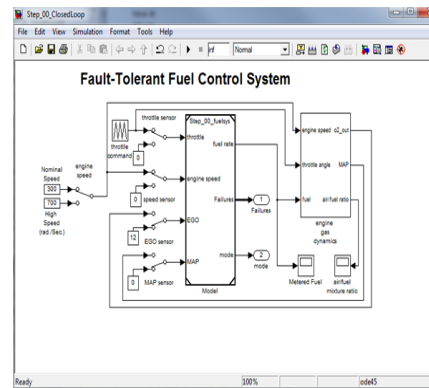 Step_00_ClosedLoop
File Edit View Simulation Format Tools Help
inf
Normal
Fault-Tolerant Fuel Control System
throttle sensor
throttle command
0
Step_00_fuelsys
throttle
fuel rate
engine speed
Failures
EGO
MAP
mode
Model
Nominal Speed
300
700
High Speed (rad./Sec.)
engine speed
0
speed sensor
12
EGO sensor
0
MAP sensor
1
Failures
2
mode
engine speed
o2_out
throttle angle
MAP
fuel
air/fuel ratio
engine gas dynamics
Metered Fuel
air/fuel mixture ratio
Ready
100%
ode45